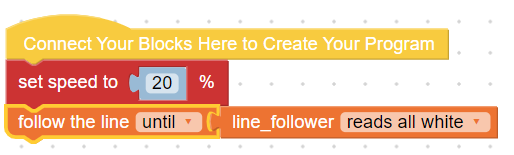 Connect Your Blocks Here to Create Your Program
set speed to 20 %
follow the line until line_follower reads all white